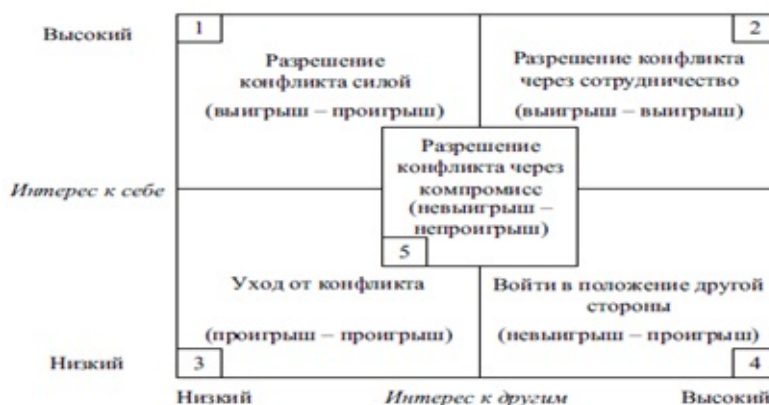 Высокий
1
2
Разрешение
конфликта силой
(выигрыш – проигрыш)
Разрешение конфликта
через сотрудничество
(выигрыш – выигрыш)
Интерес к себе
Разрешение
конфликта через
компромисс
(невыигрыш –
непроигрыш)
5
Уход от конфликта
(проигрыш – проигрыш)
Войти в положение другой
стороны
(невыигрыш – проигрыш)
Низкий
3
4
Низкий
Интерес к другим
Высокий